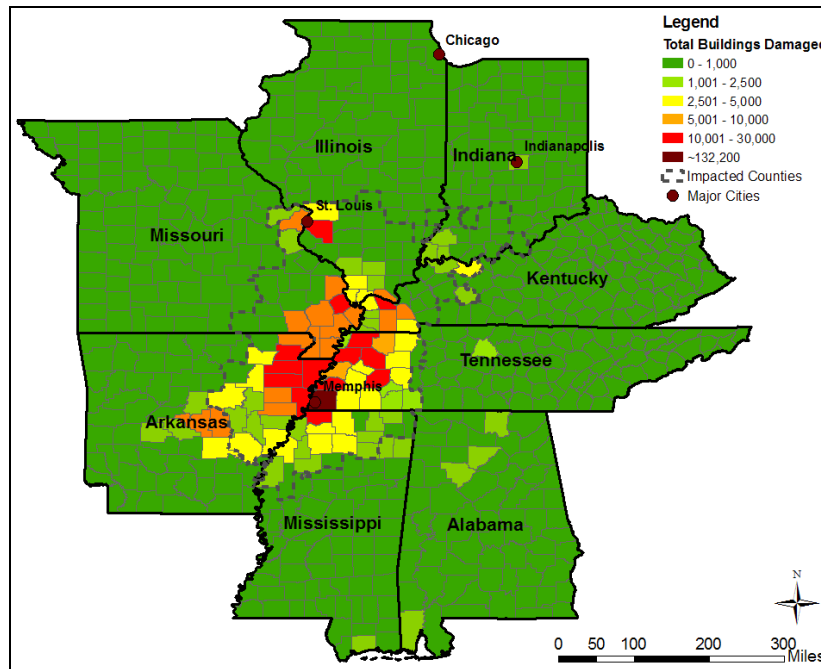 Legend
Total Buildings Damaged
0 - 1,000
1,001 - 2,500
2,501 - 5,000
5,001 - 10,000
10,001 - 30,000
~132,200
Impacted Counties
Major Cities
Chicago
Illinois
Indiana
Indianapolis
St. Louis
Missouri
Kentucky
Tennessee
Memphis
Arkansas
Mississippi
Alabama
N
0 50 100 200 300
Miles